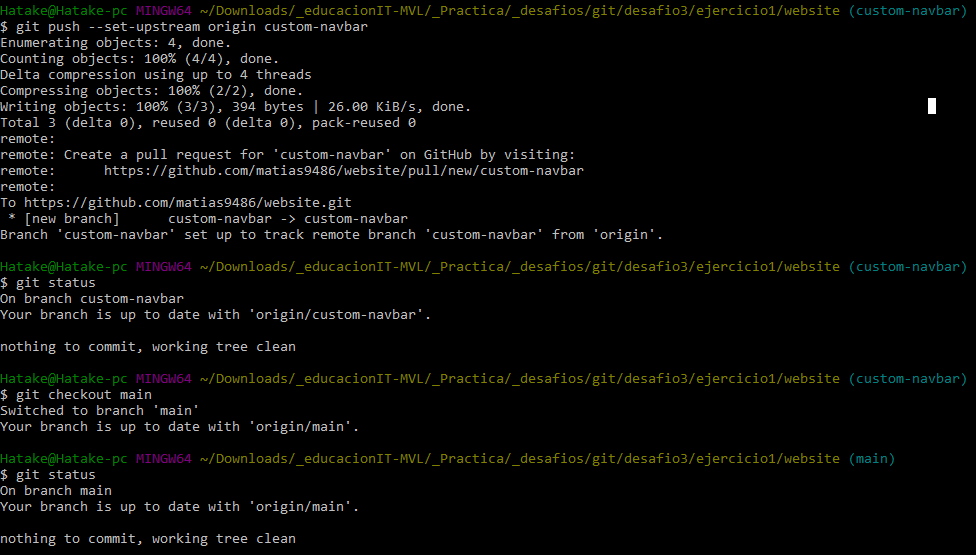 Hatake@Hatake-pc MINGW64 ~/Downloads/_educacionIT-MVL/_Practica/_desafios/git/desafio3/ejercicio1/website (custom-navbar)
$ git push --set-upstream origin custom-navbar
Enumerating objects: 4, done.
Counting objects: 100% (4/4), done.
Delta compression using up to 4 threads
Compressing objects: 100% (2/2), done.
Writing objects: 100% (3/3), 394 bytes | 26.00 KiB/s, done.
Total 3 (delta 0), reused 0 (delta 0), pack-reused 0
remote:
remote: Create a pull request for 'custom-navbar' on GitHub by visiting:
remote:      https://github.com/matias9486/website/pull/new/custom-navbar
remote:
To https://github.com/matias9486/website.git
 * [new branch]      custom-navbar -> custom-navbar
Branch 'custom-navbar' set up to track remote branch 'custom-navbar' from 'origin'.
Hatake@Hatake-pc MINGW64 ~/Downloads/_educacionIT-MVL/_Practica/_desafios/git/desafio3/ejercicio1/website (custom-navbar)
$ git status
On branch custom-navbar
Your branch is up to date with 'origin/custom-navbar'.
nothing to commit, working tree clean
Hatake@Hatake-pc MINGW64 ~/Downloads/_educacionIT-MVL/_Practica/_desafios/git/desafio3/ejercicio1/website (custom-navbar)
$ git checkout main
Switched to branch 'main'
Your branch is up to date with 'origin/main'.
Hatake@Hatake-pc MINGW64 ~/Downloads/_educacionIT-MVL/_Practica/_desafios/git/desafio3/ejercicio1/website (main)
$ git status
On branch main
Your branch is up to date with 'origin/main'.
nothing to commit, working tree clean